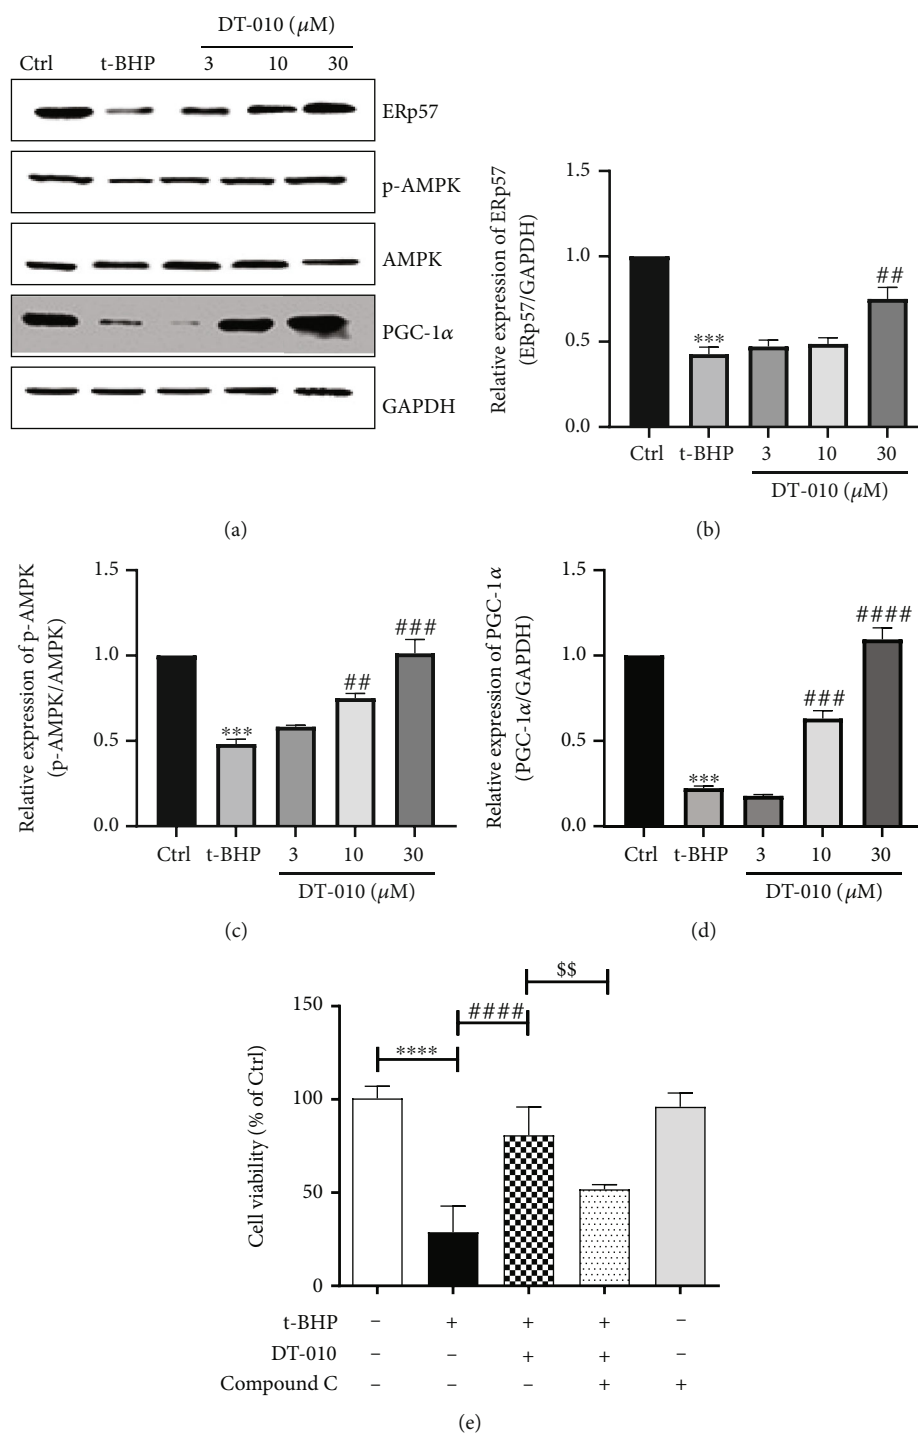 DT-010 (μM)
Ctrl t-BHP 3 10 30
ERp57
p-AMPK
AMPK
PGC-1α
GAPDH
(a)
Relative expression of ERp57
(ERp57/GAPDH)
1.5
1.0
0.5
0.0
***
##
Ctrl t-BHP 3 10 30
DT-010 (μM)
(b)
Relative expression of p-AMPK
(p-AMPK/AMPK)
1.5
1.0
0.5
0.0
***
##
###
Ctrl t-BHP 3 10 30
DT-010 (μM)
(c)
Relative expression of PGC-1α
(PGC-1α/GAPDH)
1.5
1.0
0.5
0.0
***
###
####
Ctrl t-BHP 3 10 30
DT-010 (μM)
(d)
Cell viability (% of Ctrl)
150
100
50
0
****
####
$$
t-BHP – + + + –
DT-010 – – + + –
Compound C – – – + +
(e)